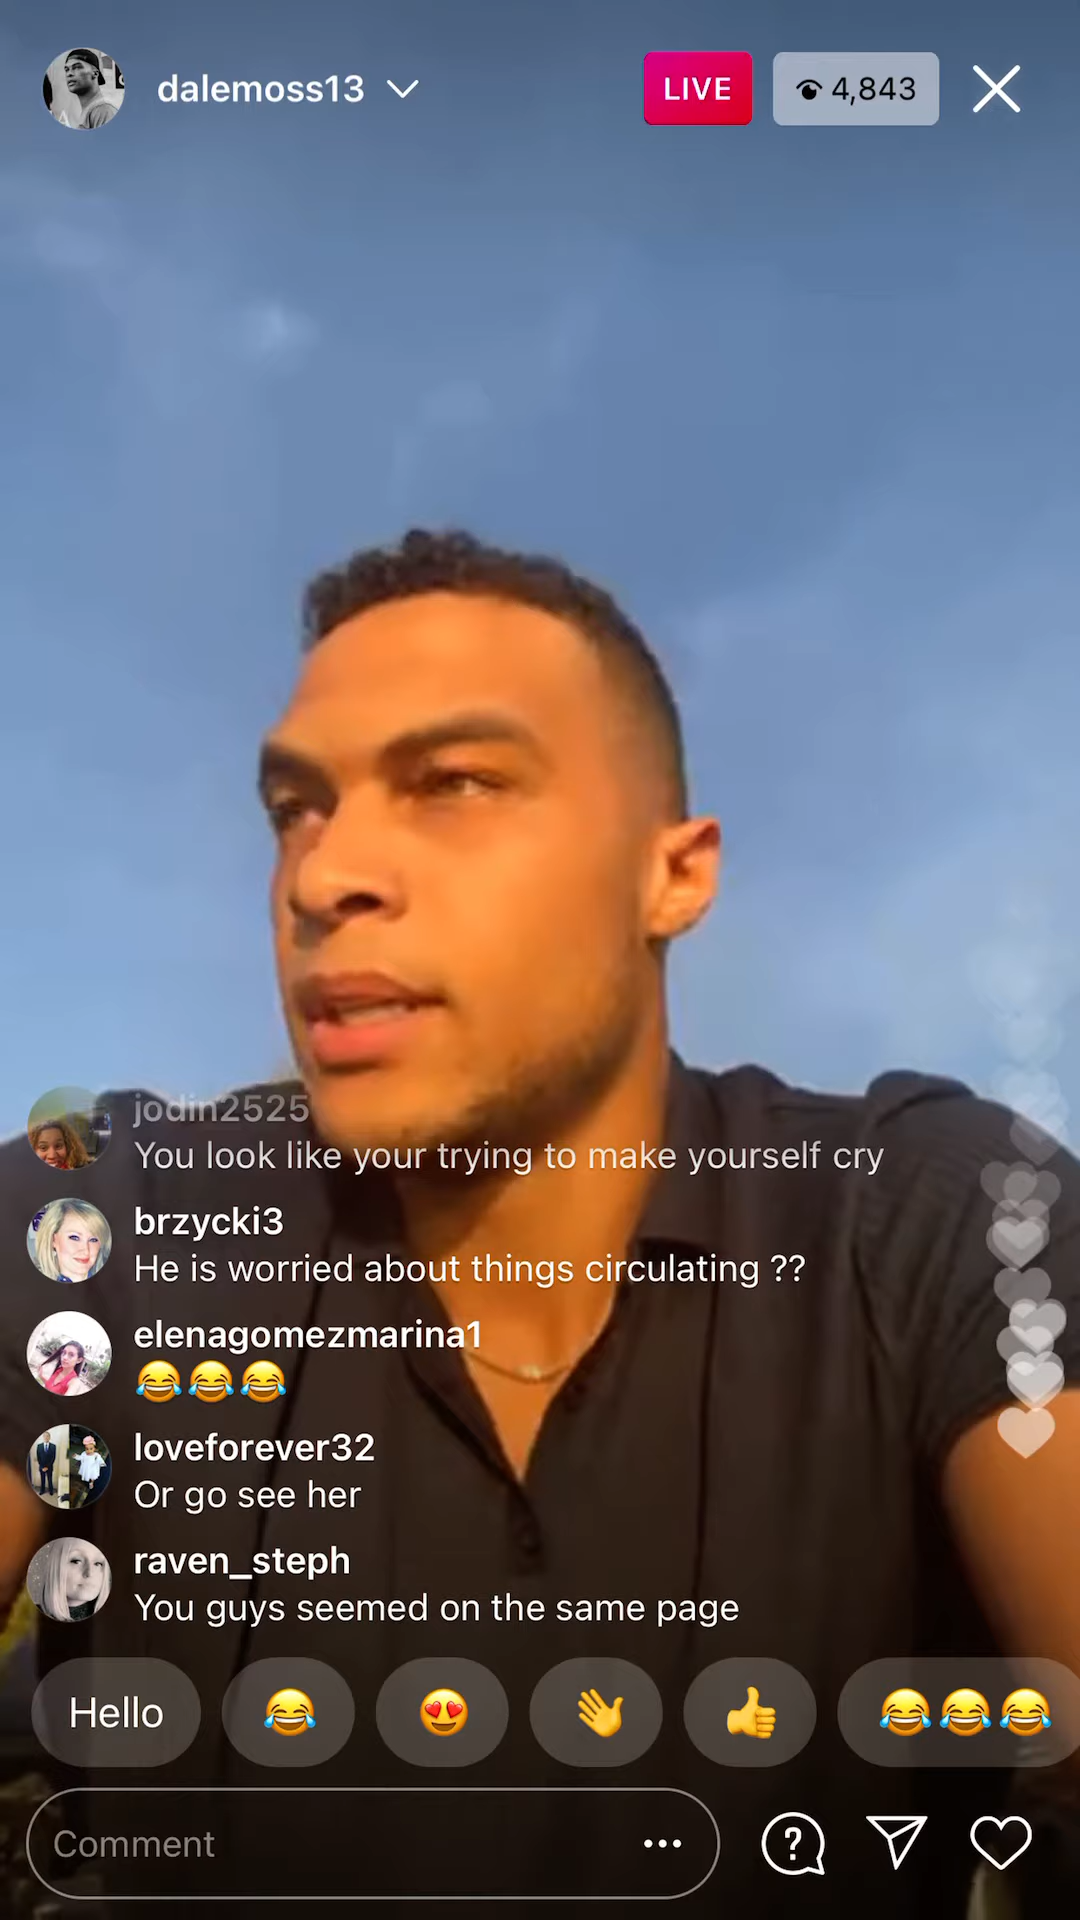 dalemoss13
LIVE
4,843
jodin2525
You look like your trying to make yourself cry
brzycki3
He is worried about things circulating ??
elenagomezmarina1
😂😂😂
loveforever32
Or go see her
raven_steph
You guys seemed on the same page
Hello
Comment